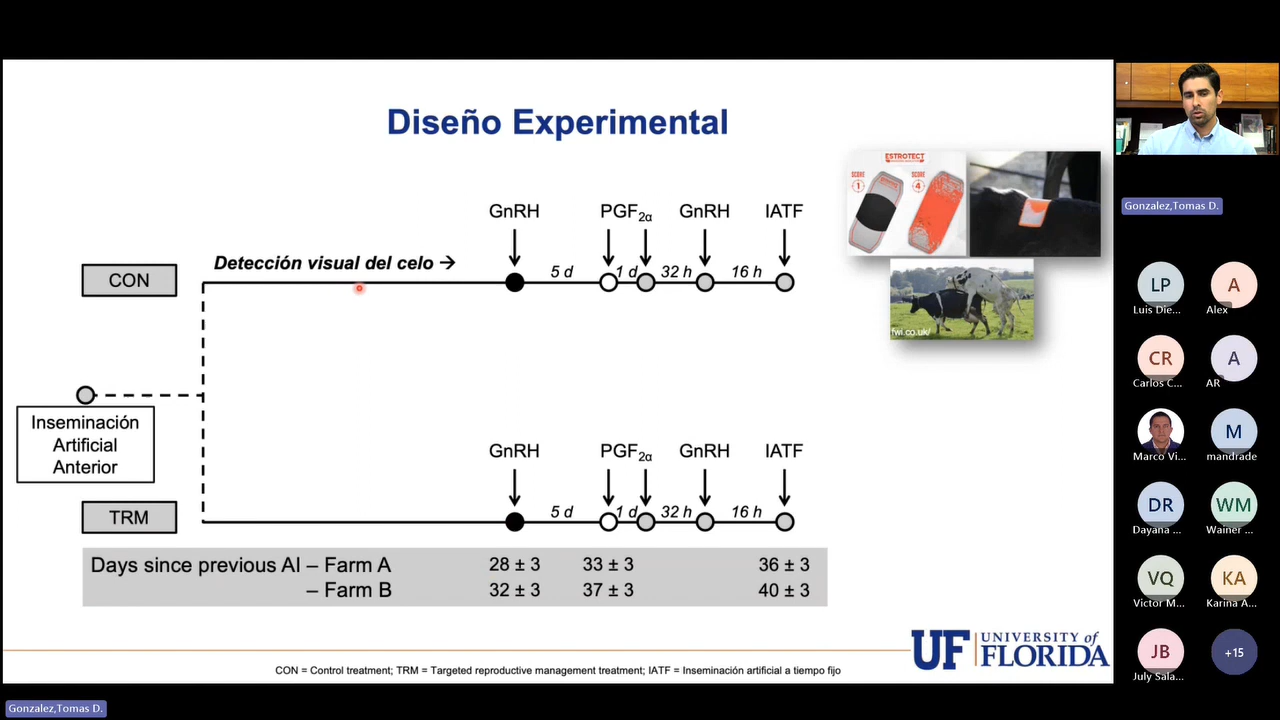 Diseño Experimental
ESTROTECT
SCORE 1
SCORE 4
fwi.co.uk/
GnRH PGF2α GnRH IATF
Detección visual del celo →
5 d 1 d 32 h 16 h
CON
Inseminación
Artificial
Anterior
GnRH PGF2α GnRH IATF
5 d 1 d 32 h 16 h
TRM
Days since previous AI – Farm A 28 ± 3 33 ± 3 36 ± 3
– Farm B 32 ± 3 37 ± 3 40 ± 3
UF UNIVERSITY of
FLORIDA
CON = Control treatment; TRM = Targeted reproductive management treatment; IATF = Inseminación artificial a tiempo fijo
Gonzalez,Tomas D.
Gonzalez,Tomas D.
LP A
Luis Die... Alex
CR A
Carlos C... AR
M
Marco Vi... mandrade
DR WM
Dayana ... Wainer ...
VQ KA
Victor M... Karina A...
JB +15
July Sala...